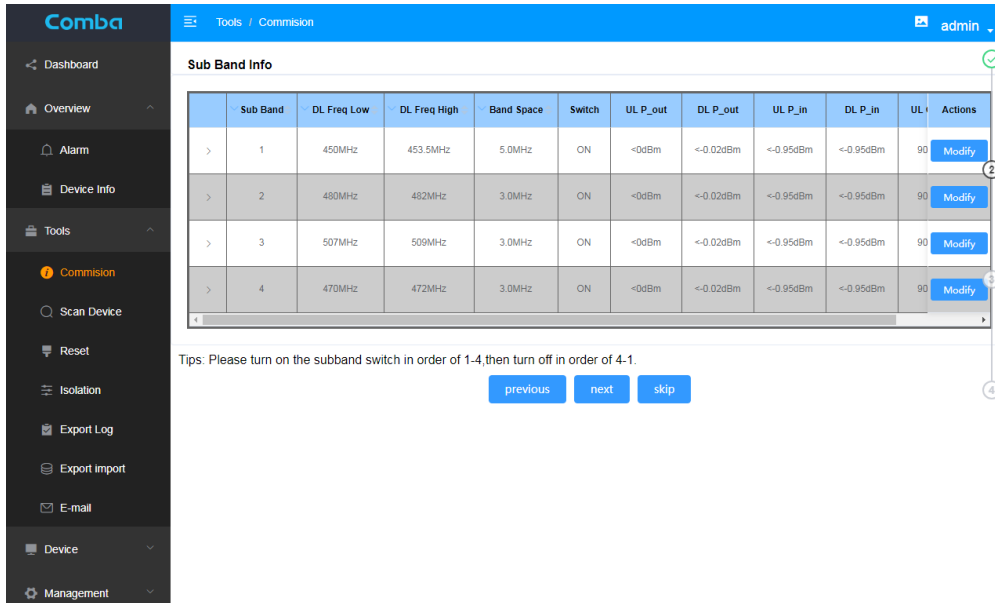 Comba
Tools / Commision
admin
Dashboard
Overview
Alarm
Device Info
Tools
Commision
Scan Device
Reset
Isolation
Export Log
Export import
E-mail
Device
Management
Sub Band Info
Sub Band DL Freq Low DL Freq High Band Space Switch UL P_out DL P_out UL P_in DL P_in UL Actions
1 450MHz 453.5MHz 5.0MHz ON <0dBm <-0.02dBm <-0.95dBm <-0.95dBm 90 Modify
2 480MHz 482MHz 3.0MHz ON <0dBm <-0.02dBm <-0.95dBm <-0.95dBm 90 Modify
3 507MHz 509MHz 3.0MHz ON <0dBm <-0.02dBm <-0.95dBm <-0.95dBm 90 Modify
4 470MHz 472MHz 3.0MHz ON <0dBm <-0.02dBm <-0.95dBm <-0.95dBm 90 Modify
2
3
4
Tips: Please turn on the subband switch in order of 1-4,then turn off in order of 4-1.
previous next skip